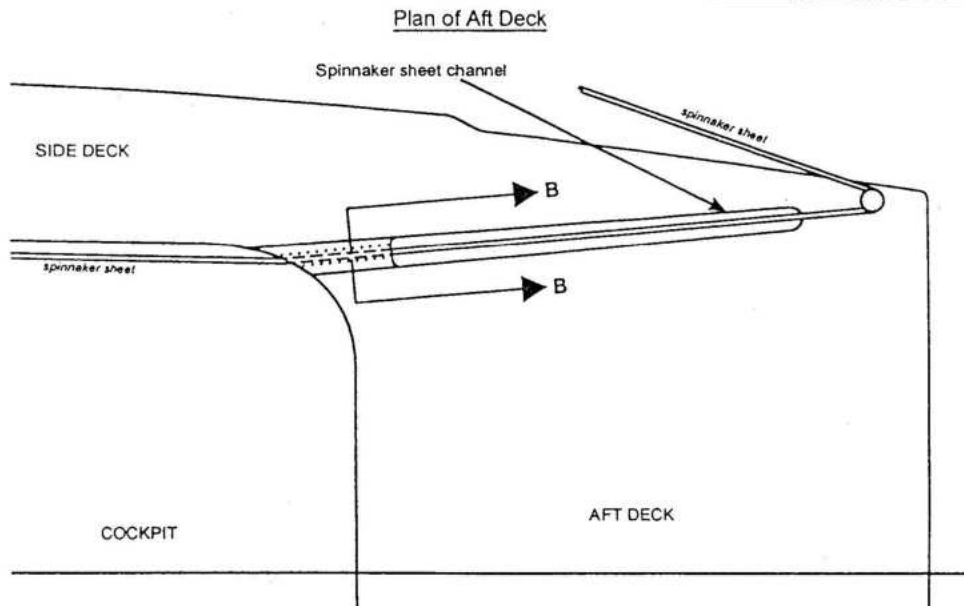 Plan of Aft Deck
Spinnaker sheet channel
spinnaker sheet
SIDE DECK
B
spinnaker sheet
B
AFT DECK
COCKPIT